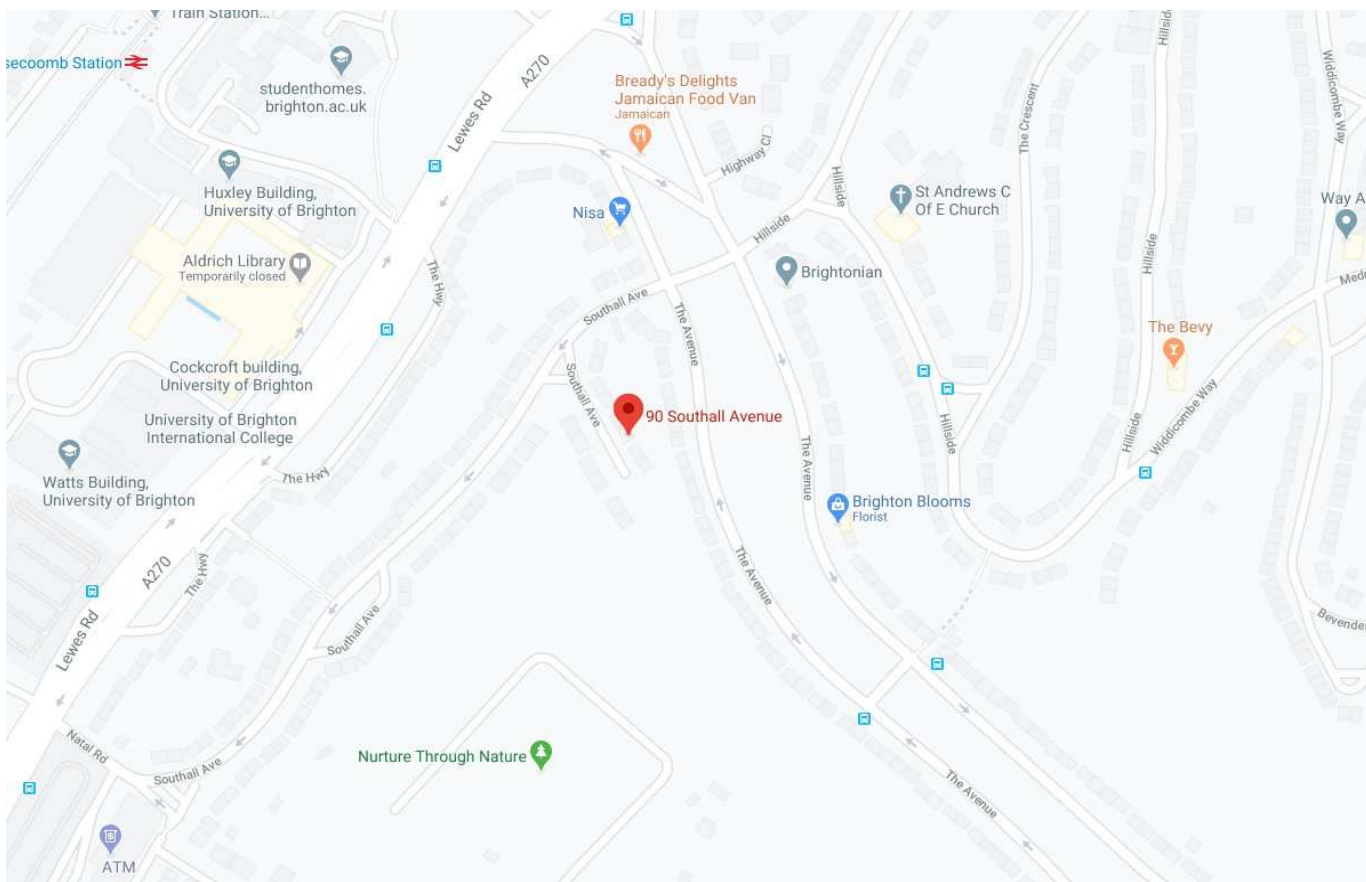 Train Station...
secoomb Station
studenthomes.
brighton.ac.uk
Lewes Rd
A270
Bready's Delights
Jamaican Food Van
Jamaican
Highway Cl
Hillside
The Crescent
Hillside
Widdicombe Way
Huxley Building,
University of Brighton
Nisa
St Andrews C
Of E Church
Way A
Hillside
Aldrich Library
Temporarily closed
The Hwy
Brightonian
Hillside
Southall Ave
The Avenue
The Bevy
Cockcroft building,
University of Brighton
Southall Ave
90 Southall Avenue
University of Brighton
International College
Hillside
Hillside
Widdicombe Way
Watts Building,
University of Brighton
The Hwy
The Avenue
Brighton Blooms
Florist
A270
The Hwy
The Avenue
Lewes Rd
Southall Ave
Natal Rd
Southall Ave
Nurture Through Nature
The Avenue
ATM